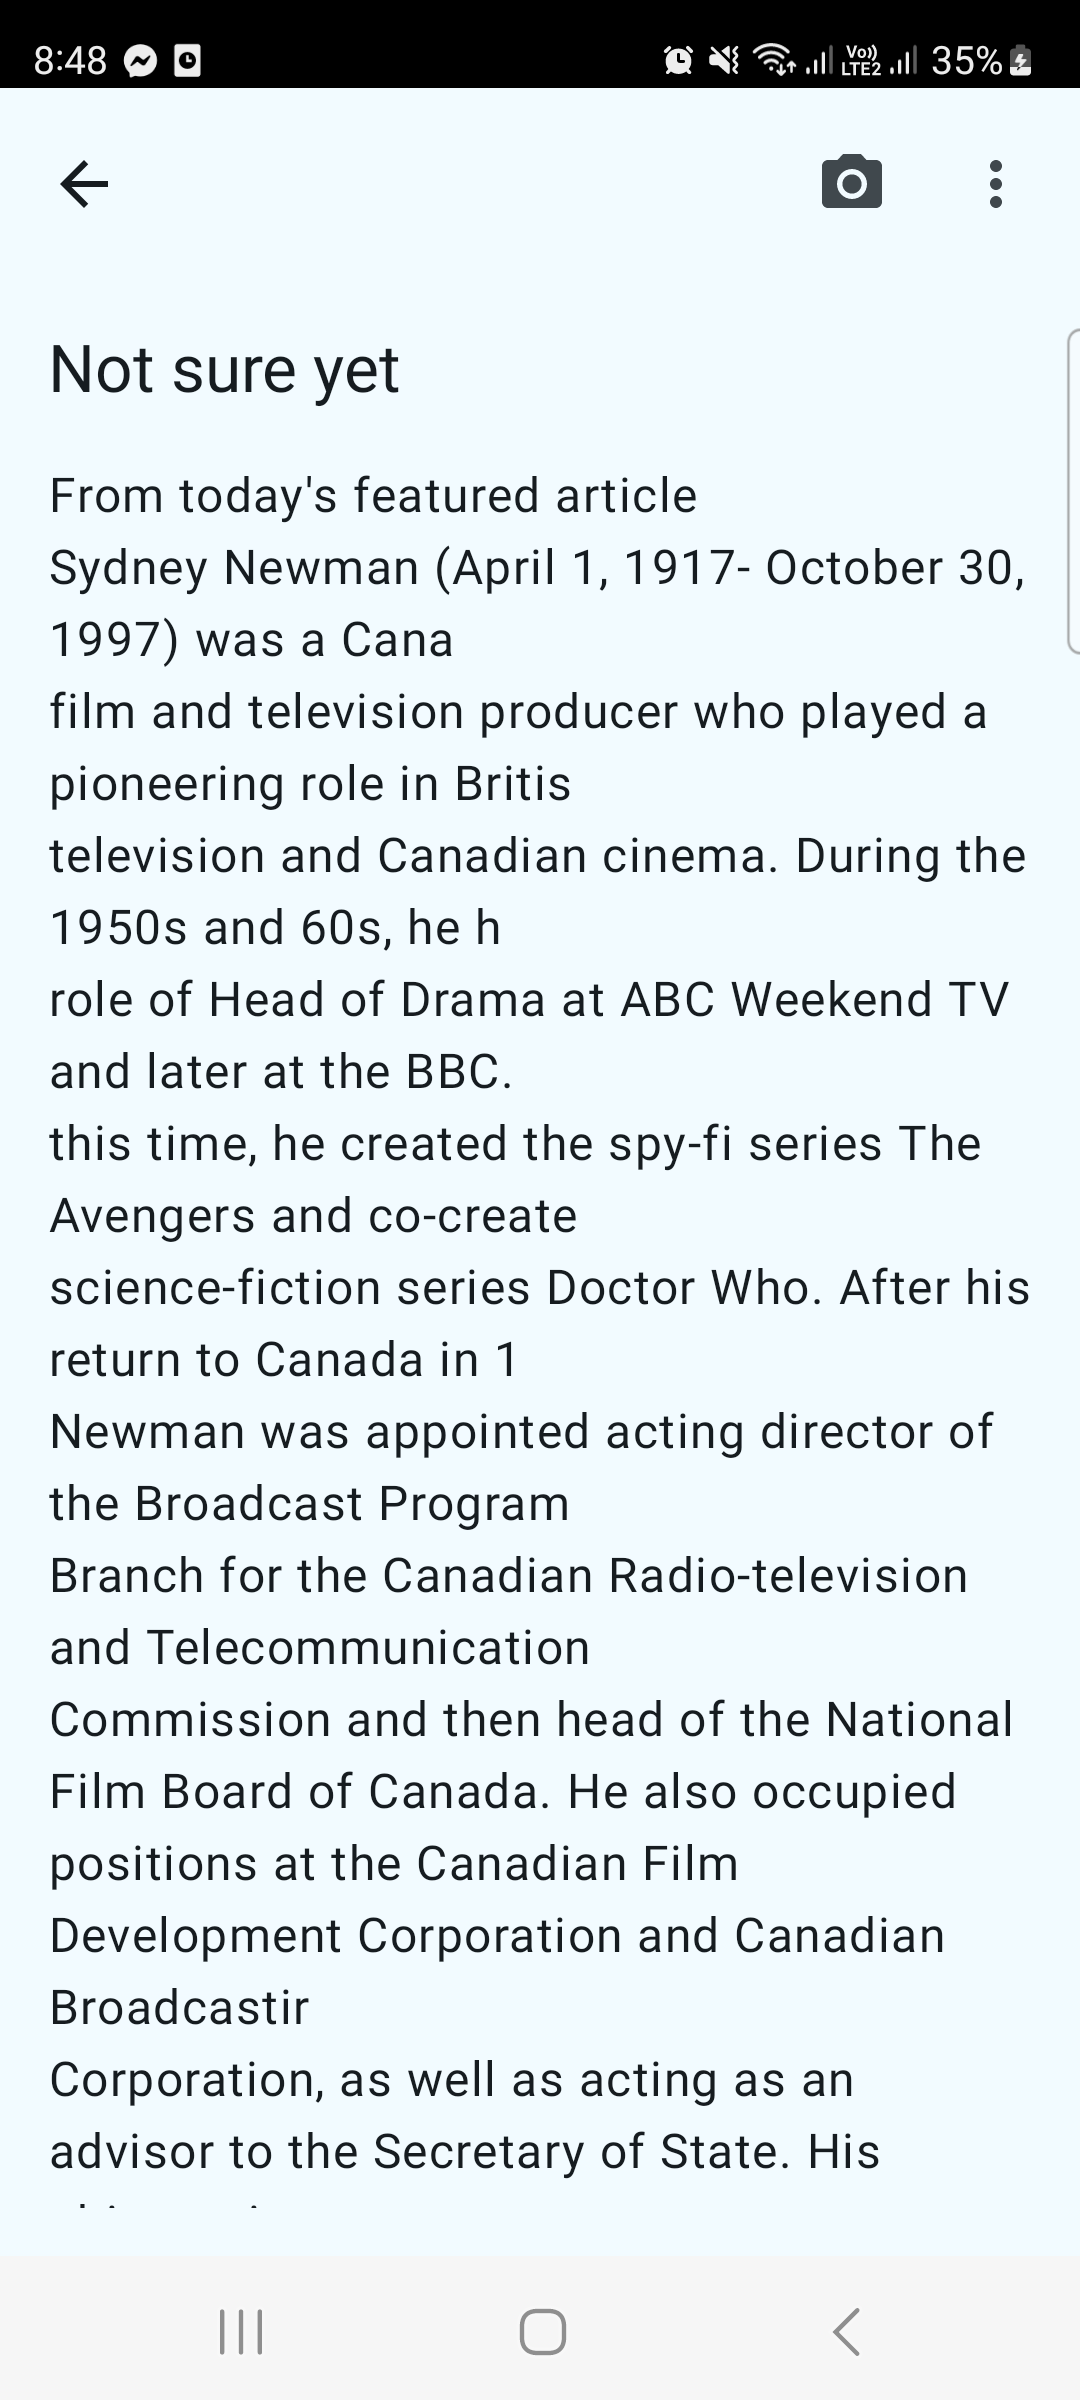 8:48
Vo))
LTE2
35%
Not sure yet
From today's featured article
Sydney Newman (April 1, 1917- October 30,
1997) was a Cana
film and television producer who played a
pioneering role in Britis
television and Canadian cinema. During the
1950s and 60s, he h
role of Head of Drama at ABC Weekend TV
and later at the BBC.
this time, he created the spy-fi series The
Avengers and co-create
science-fiction series Doctor Who. After his
return to Canada in 1
Newman was appointed acting director of
the Broadcast Program
Branch for the Canadian Radio-television
and Telecommunication
Commission and then head of the National
Film Board of Canada. He also occupied
positions at the Canadian Film
Development Corporation and Canadian
Broadcastir
Corporation, as well as acting as an
advisor to the Secretary of State. His